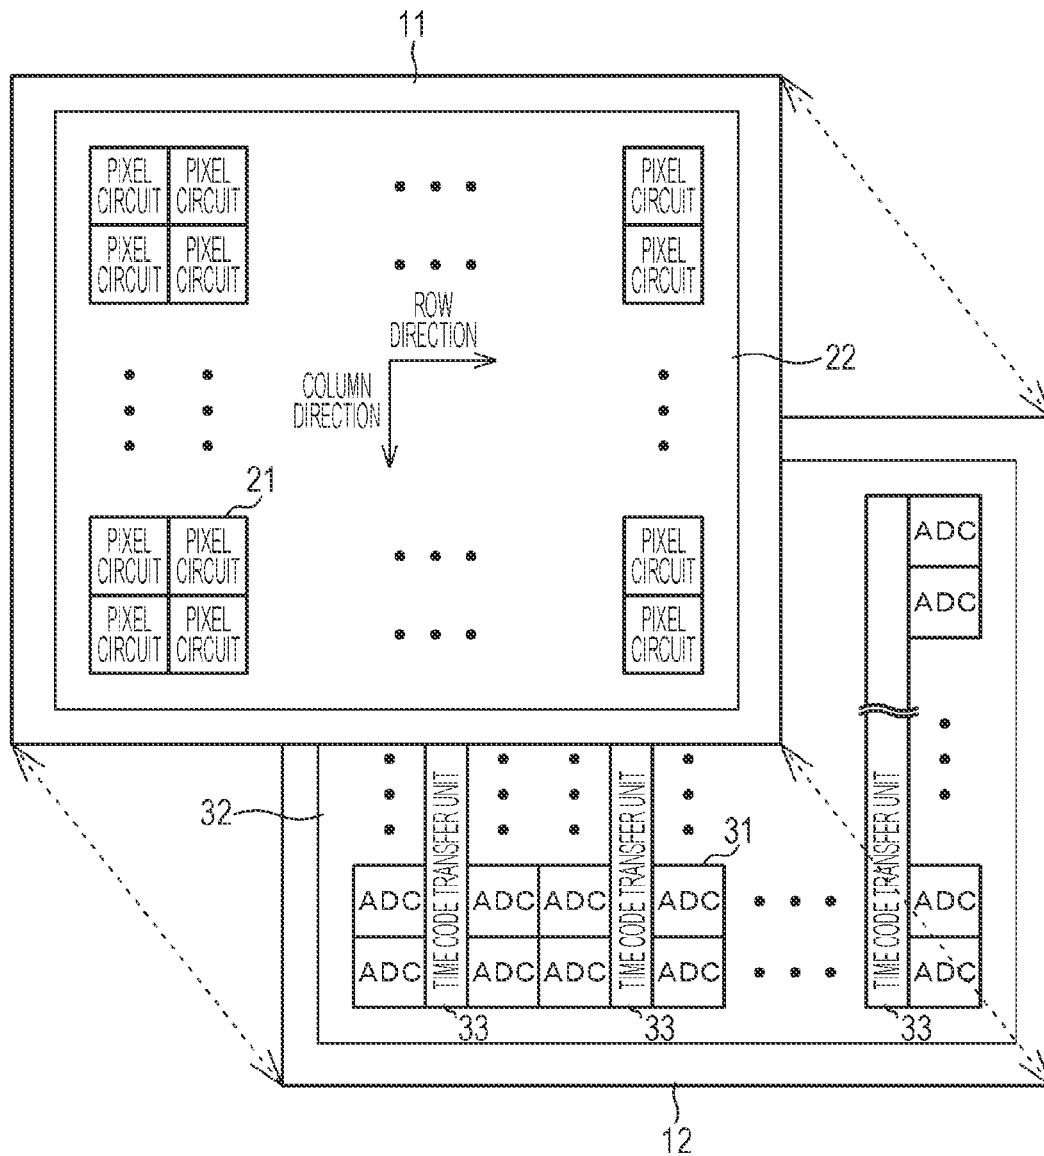 11
PIXEL PIXEL PIXEL
CIRCUIT CIRCUIT CIRCUIT
PIXEL PIXEL PIXEL
CIRCUIT CIRCUIT CIRCUIT
ROW
DIRECTION
22
COLUMN
DIRECTION
21
PIXEL PIXEL PIXEL
CIRCUIT CIRCUIT CIRCUIT
PIXEL PIXEL PIXEL
CIRCUIT CIRCUIT CIRCUIT
ADC
ADC
32
31
TIME CODE TRANSFER UNIT
TIME CODE TRANSFER UNIT
TIME CODE TRANSFER UNIT
ADC ADC ADC ADC ADC
ADC ADC ADC ADC ADC
33 33 33
12